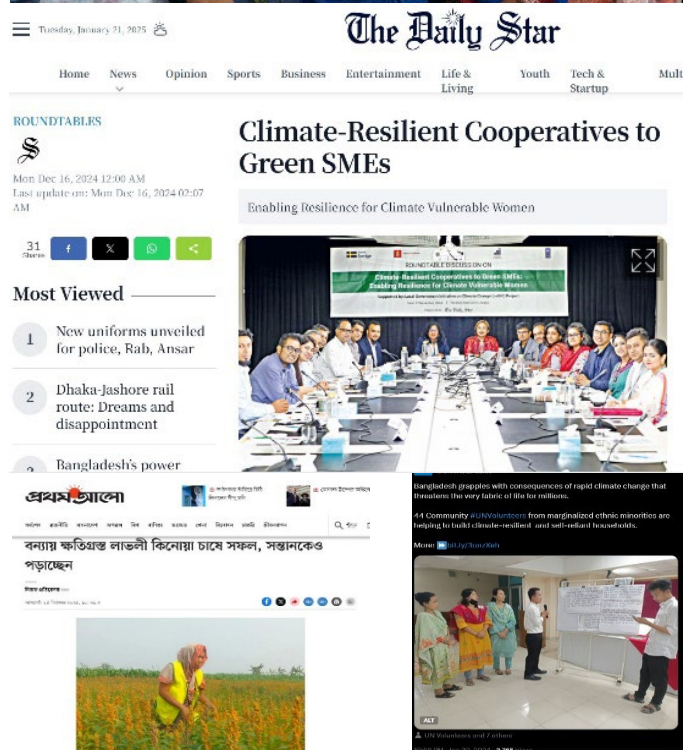 Tuesday, January 21, 2025
The Daily Star
Home News Opinion Sports Business Entertainment Life & Living Youth Tech & Startup Mult
ROUNDTABLES
S
Mon Dec 16, 2024 12:00 AM
Last update on: Mon Dec 16, 2024 02:07
AM
31
Shares
Climate-Resilient Cooperatives to
Green SMEs
Enabling Resilience for Climate Vulnerable Women
ROUNDTABLE DISCUSSION ON
Climate-Resilient Cooperatives to Green SMEs:
Enabling Resilience for Climate Vulnerable Women
Most Viewed
1
New uniforms unveiled
for police, Rab, Ansar
2
Dhaka-Jashore rail
route: Dreams and
disappointment
Bangladesh's power
প্রথম আলো
বন্যায় ক্ষতিগ্রস্ত লাভলী কিনোয়া চাষে সফল, সন্তানকেও
পড়াচ্ছেন
Bangladesh grapples with consequences of rapid climate change that
threatens the very fabric of life for millions.
44 Community #UNVolunteers from marginalized ethnic minorities are
helping to build climate-resilient and self-reliant households.
More:
ALT
UN Volunteers and 7 others